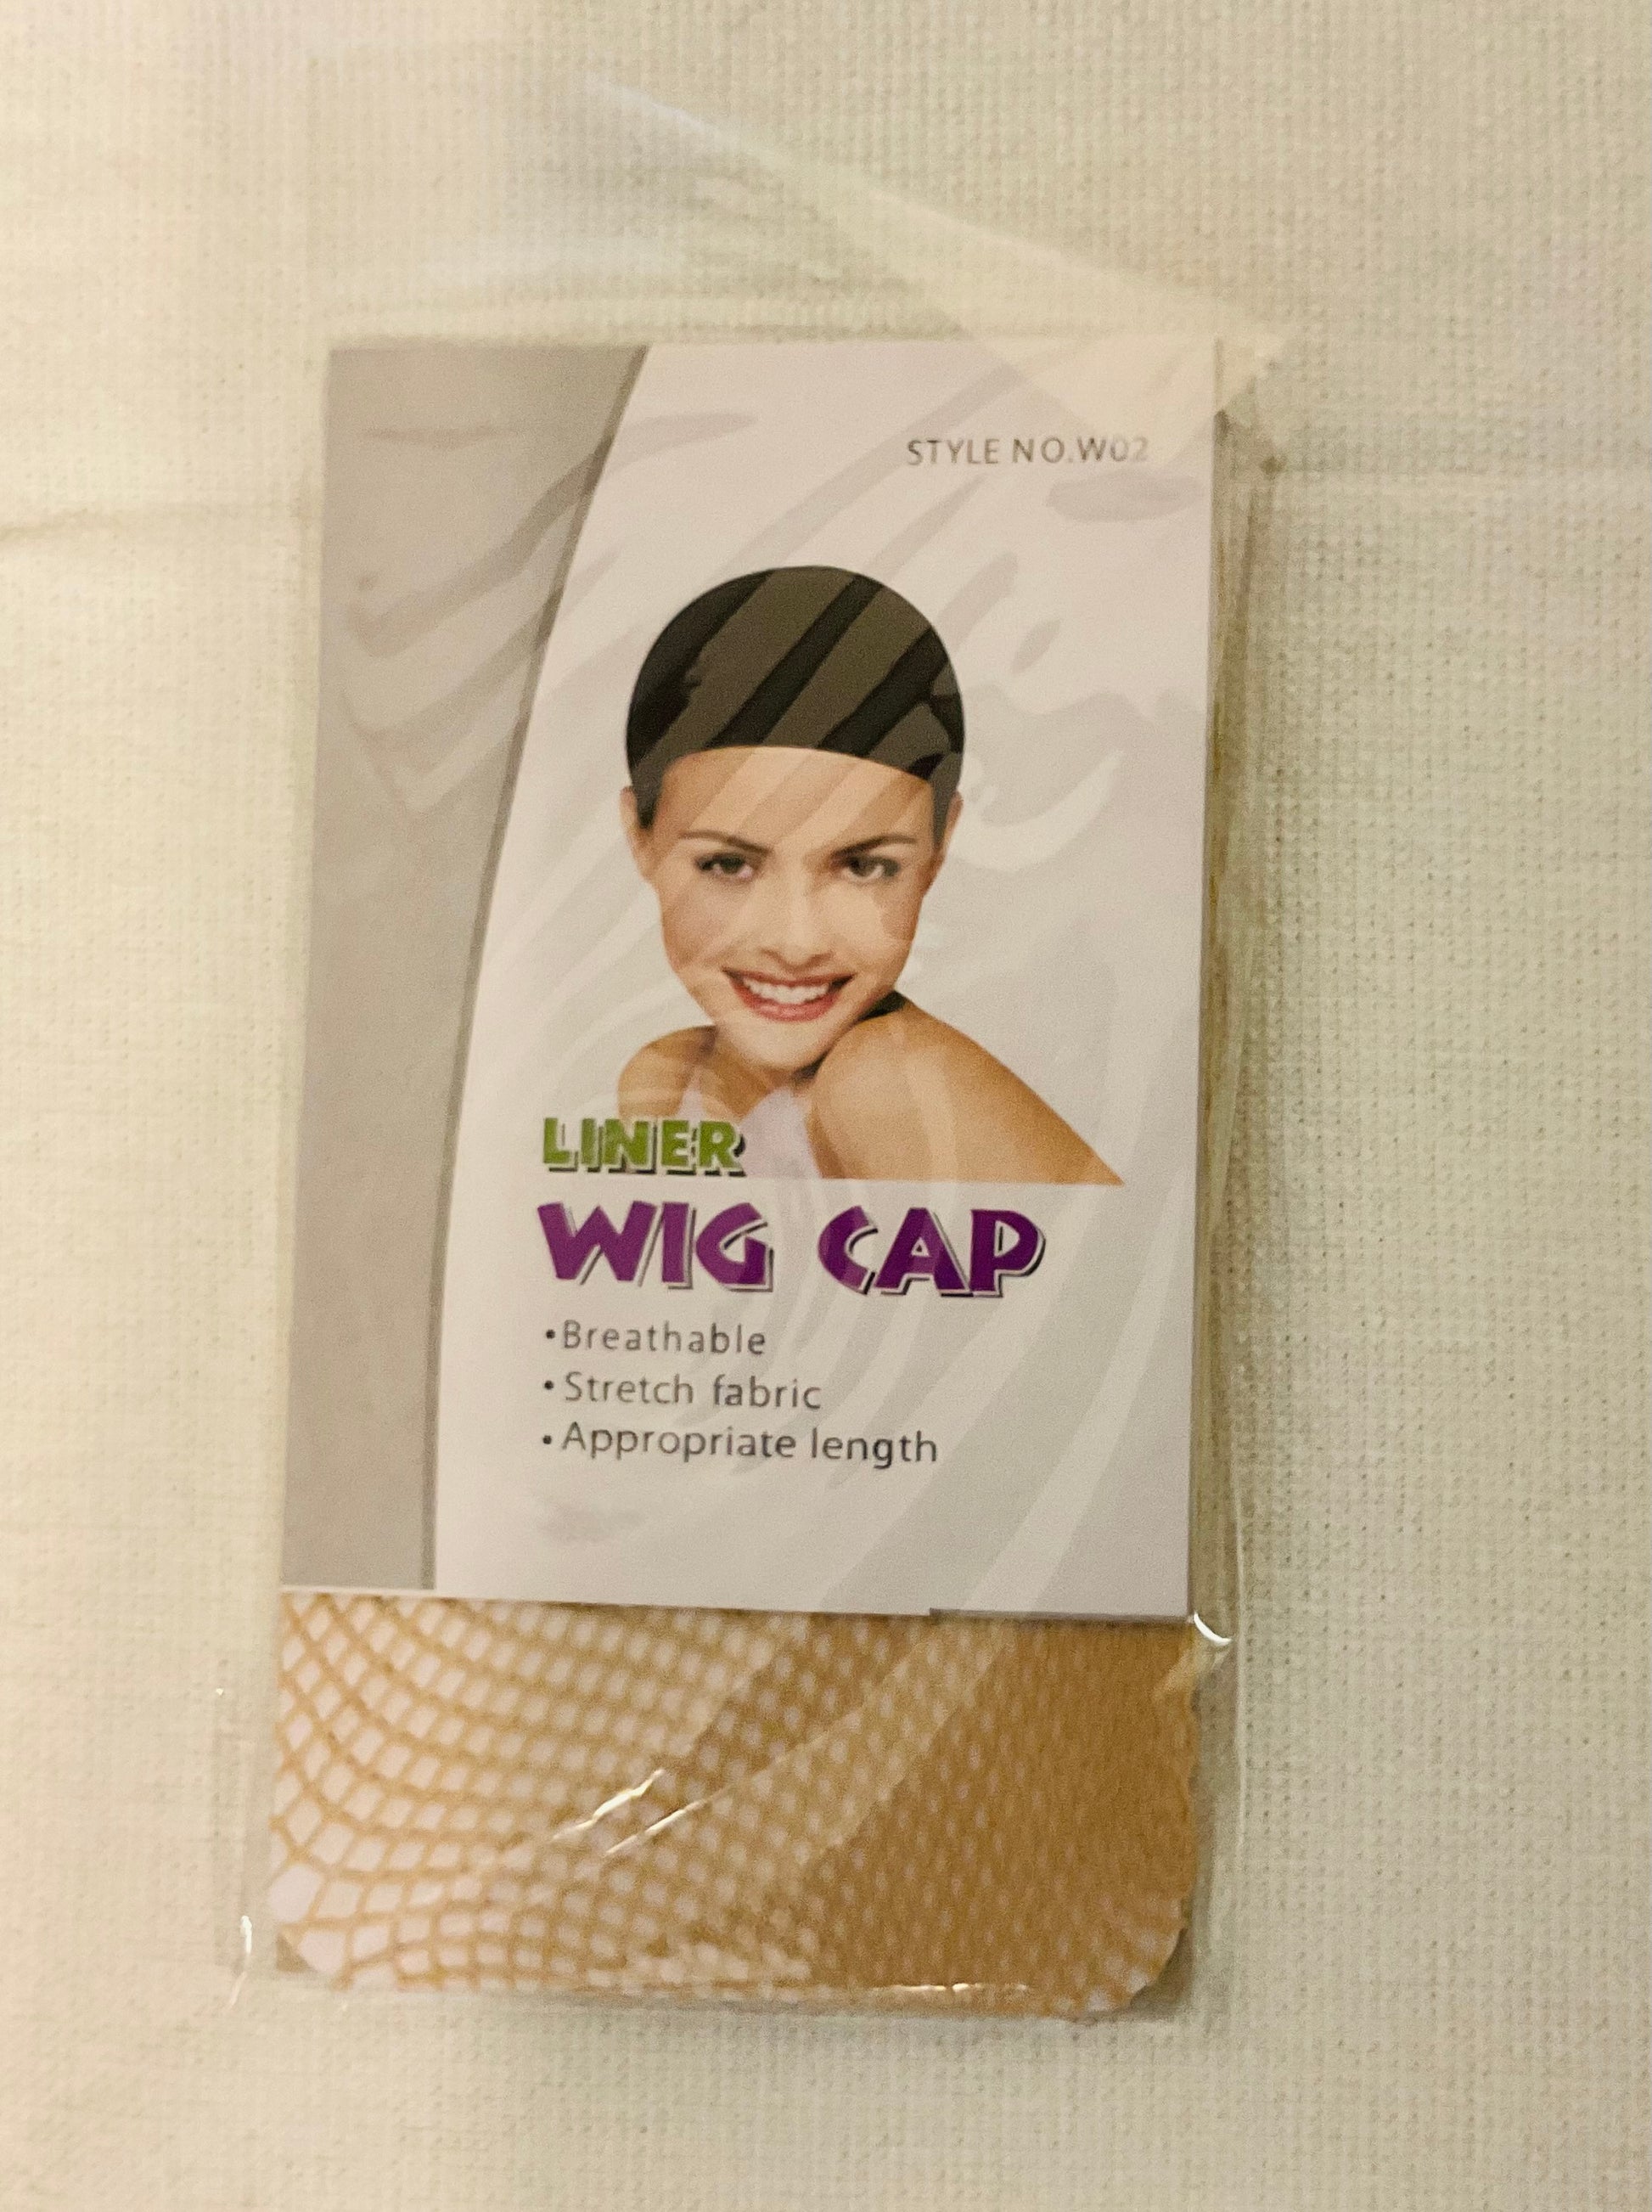 STYLE NO.W02
LINER
WIG CAP
•Breathable
•Stretch fabric
•Appropriate length